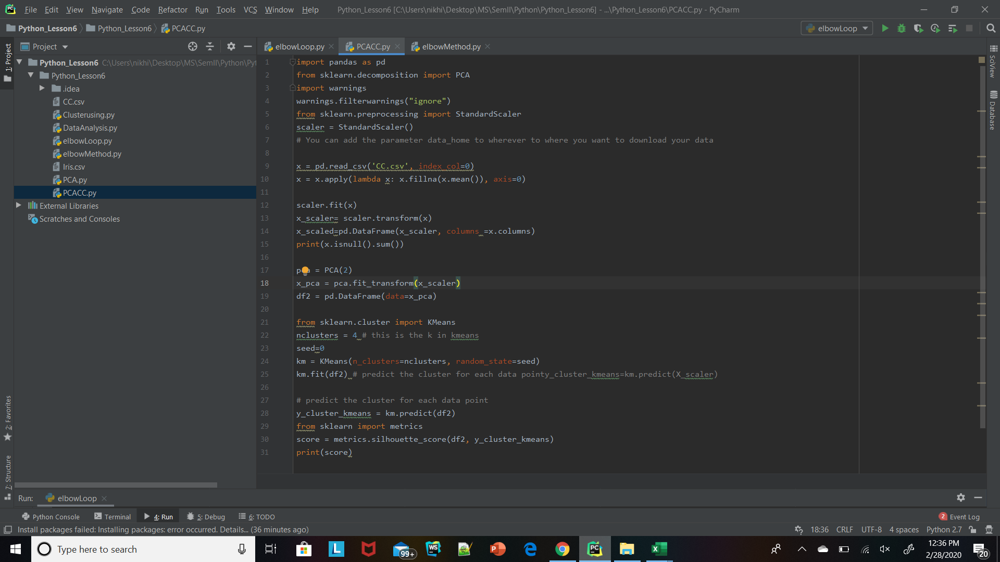 File Edit View Navigate Code Refactor Run Tools VCS Window Help Python_Lesson6 [C:\Users\nikhi\Desktop\MS\SemII\Python\Python_Lesson6] - ...\Python_Lesson6\PCACC.py - PyCharm
Python_Lesson6 Python_Lesson6 PCACC.py elbowLoop
Project elbowLoop.py PCACC.py elbowMethod.py
1: Project
Python_Lesson6 C:\Users\nikhi\Desktop\MS\SemII\Python\Pyt
Python_Lesson6
.idea
CC.csv
Clusterusing.py
DataAnalysis.py
elbowLoop.py
elbowMethod.py
Iris.csv
PCA.py
PCACC.py
External Libraries
Scratches and Consoles
2: Favorites
7: Structure
1 import pandas as pd
2 from sklearn.decomposition import PCA
3 import warnings
4 warnings.filterwarnings("ignore")
5 from sklearn.preprocessing import StandardScaler
6 scaler = StandardScaler()
7 # You can add the parameter data_home to wherever to where you want to download your data
8
9 x = pd.read_csv('CC.csv', index_col=0)
10 x = x.apply(lambda x: x.fillna(x.mean()), axis=0)
11
12 scaler.fit(x)
13 x_scaler= scaler.transform(x)
14 x_scaled=pd.DataFrame(x_scaler, columns =x.columns)
15 print(x.isnull().sum())
16
17 pca = PCA(2)
18 x_pca = pca.fit_transform(x_scaler)
19 df2 = pd.DataFrame(data=x_pca)
20
21 from sklearn.cluster import KMeans
22 nclusters = 4 # this is the k in kmeans
23 seed=0
24 km = KMeans(n_clusters=nclusters, random_state=seed)
25 km.fit(df2) # predict the cluster for each data pointy_cluster_kmeans=km.predict(X_scaler)
26
27 # predict the cluster for each data point
28 y_cluster_kmeans = km.predict(df2)
29 from sklearn import metrics
30 score = metrics.silhouette_score(df2, y_cluster_kmeans)
31 print(score)
SciView
Database
Run: elbowLoop
Python Console Terminal 4: Run 5: Debug 6: TODO 2 Event Log
Install packages failed: Installing packages: error occurred. Details... (36 minutes ago) 18:36 CRLF UTF-8 4 spaces Python 2.7
Type here to search 99+ 12:36 PM
2/28/2020 20